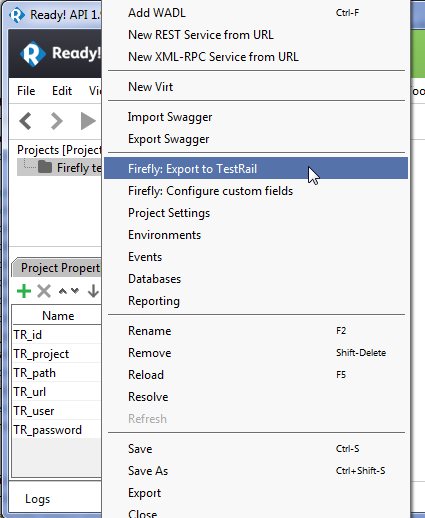 Ready! API 1.
Add WADL Ctrl-F
New REST Service from URL
Ready!
New XML-RPC Service from URL
File Edit
New Virt
Import Swagger
Export Swagger
Projects [Project
Firefly te
Firefly: Export to TestRail
Firefly: Configure custom fields
Project Settings
Environments
Events
Project Propert
Databases
Reporting
Name
Rename F2
TR_id
TR_project
Remove Shift-Delete
TR_path
Reload F5
TR_url
Resolve
TR_user
Refresh
TR_password
Save Ctrl-S
Save As Ctrl+Shift-S
Logs
Export
Close